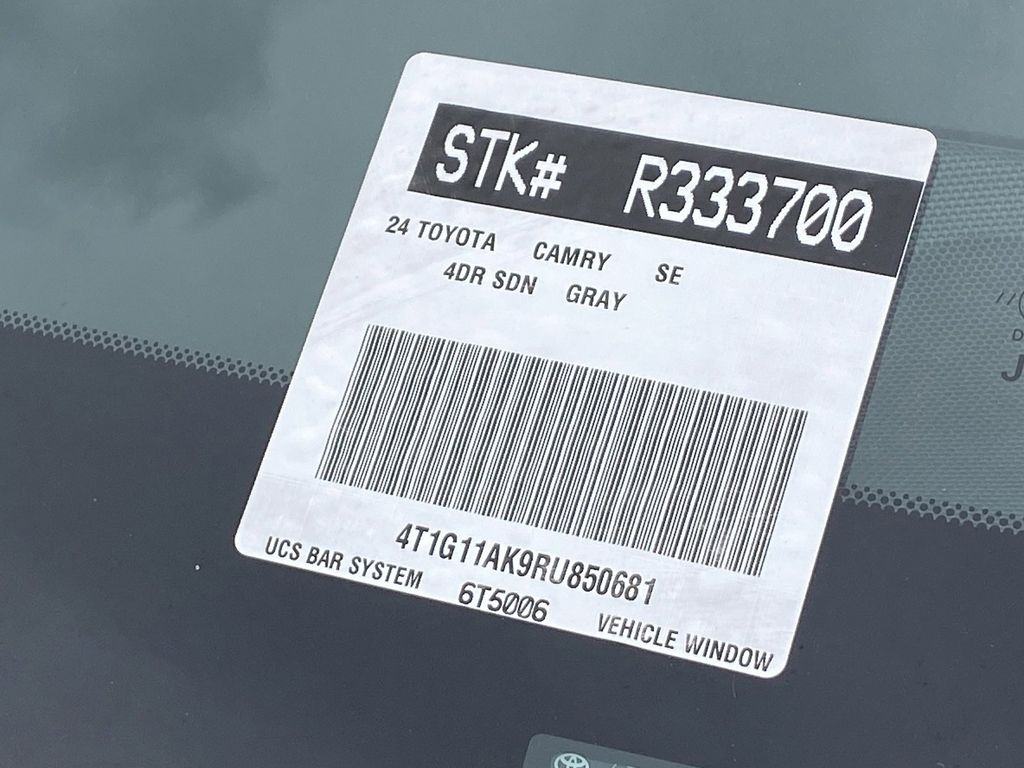 STK# R333700
24 TOYOTA CAMRY SE
4DR SDN GRAY
4T1G11AK9RU850681
UCS BAR SYSTEM 6T5006 VEHICLE WINDOW